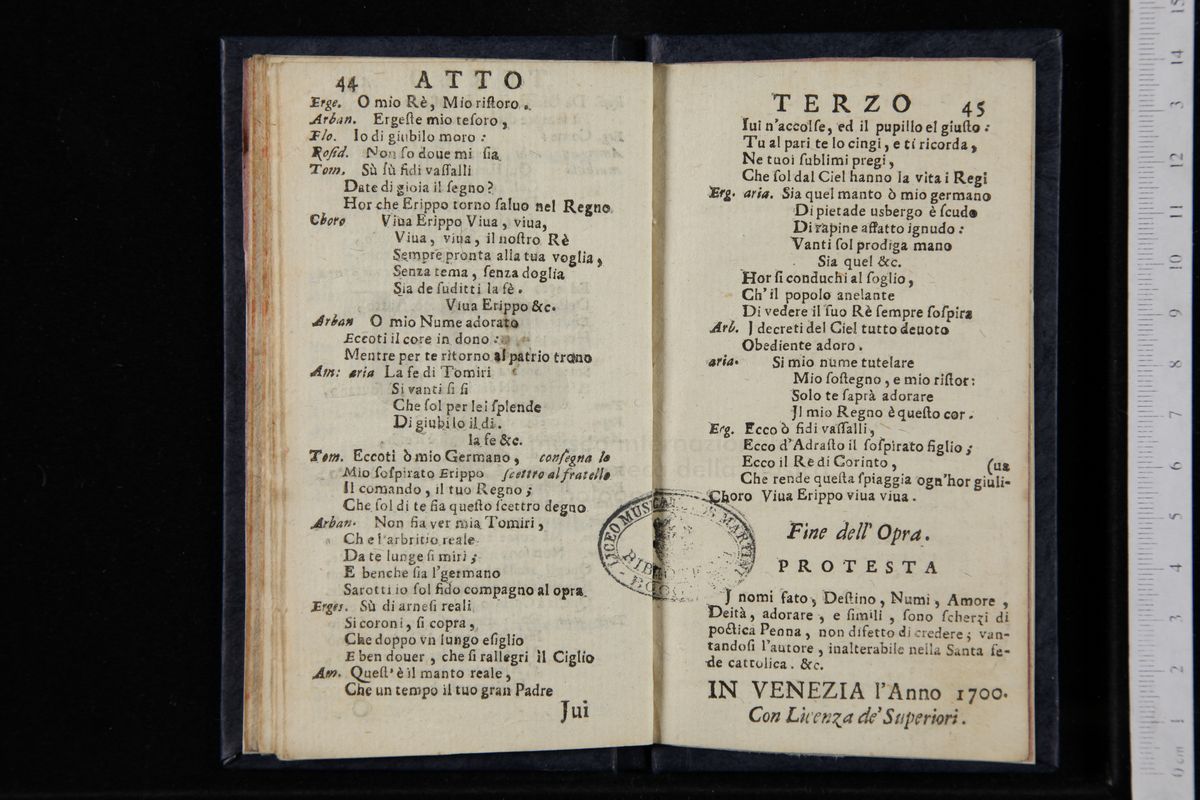 44 ATTO
Erge. O mio Rè, Mio riſtoro.
Arban. Ergeſte mio teſoro,
Flo. Io di giubilo moro:
Roſid. Non ſo doue mi ſia
Tom. Sù ſù fidi vaſſalli
Date di gioia il ſegno?
Hor che Erippo torno ſaluo nel Regno
Choro Viua Erippo Viua, viua,
Viua, viua, il noſtro Rè
Sempre pronta alla tua voglia,
Senza tema, ſenza doglia
Sia de ſuditti la fè.
Viua Erippo &c.
Arban O mio Nume adorato
Eccoti il core in dono:
Mentre per te ritorno al patrio trono
Am: aria La fe di Tomiri
Si vanti ſi ſi
Che ſol per lei ſplende
Di giubilo il di.
la fe &c.
Tom. Eccoti ò mio Germano, conſegna lo
Mio ſoſpirato Erippo ſcettro al fratello
Il comando, il tuo Regno;
Che ſol di te ſia queſto ſcettro degno
Arban. Non ſia ver mia Tomiri,
Che l'arbritio reale
Da te lunge ſi miri;
E benche ſia l'germano
Sarotti io ſol fido compagno al opra.
Erges. Sù di arneſi reali
Si coroni, ſi copra,
Che doppo vn lungo eſiglio
E ben douer, che ſi rallegri il Ciglio
Am. Queſt'è il manto reale,
Che un tempo il tuo gran Padre
Jui
TERZO 45
Iui n'accolſe, ed il pupillo el giuſto:
Tu al pari te lo cingi, e ti ricorda,
Ne tuoi ſublimi pregi,
Che ſol dal Ciel hanno la vita i Regi
Erg. aria. Sia quel manto ò mio germano
Di pietade usbergo è ſcudo
Di rapine affatto ignudo:
Vanti ſol prodiga mano
Sia quel &c.
Hor ſi conduchi al ſoglio,
Ch'il popolo anelante
Di vedere il ſuo Rè ſempre ſoſpira
Arb. J decreti del Ciel tutto deuoto
Obediente adoro.
aria. Si mio nume tutelare
Mio ſoſtegno, e mio riſtor:
Solo te ſaprà adorare
Jl mio Regno è queſto cor.
Erg. Ecco ò fidi vaſſalli,
Ecco d'Adraſto il ſoſpirato figlio;
Ecco il Re di Corinto, (ua
Che rende queſta ſpiaggia ogn'hor giuli-
Choro Viua Erippo viua viua.
Fine dell' Opra.
PROTESTA
J nomi fato, Deſtino, Numi, Amore,
Deità, adorare, e ſimili, ſono ſcherzi di
poetica Penna, non difetto di credere; van-
tandoſi l'autore, inalterabile nella Santa fe-
de cattolica. &c.
IN VENEZIA l'Anno 1700.
Con Licenza de' Superiori.
LICEO MUSICALE MARTINI